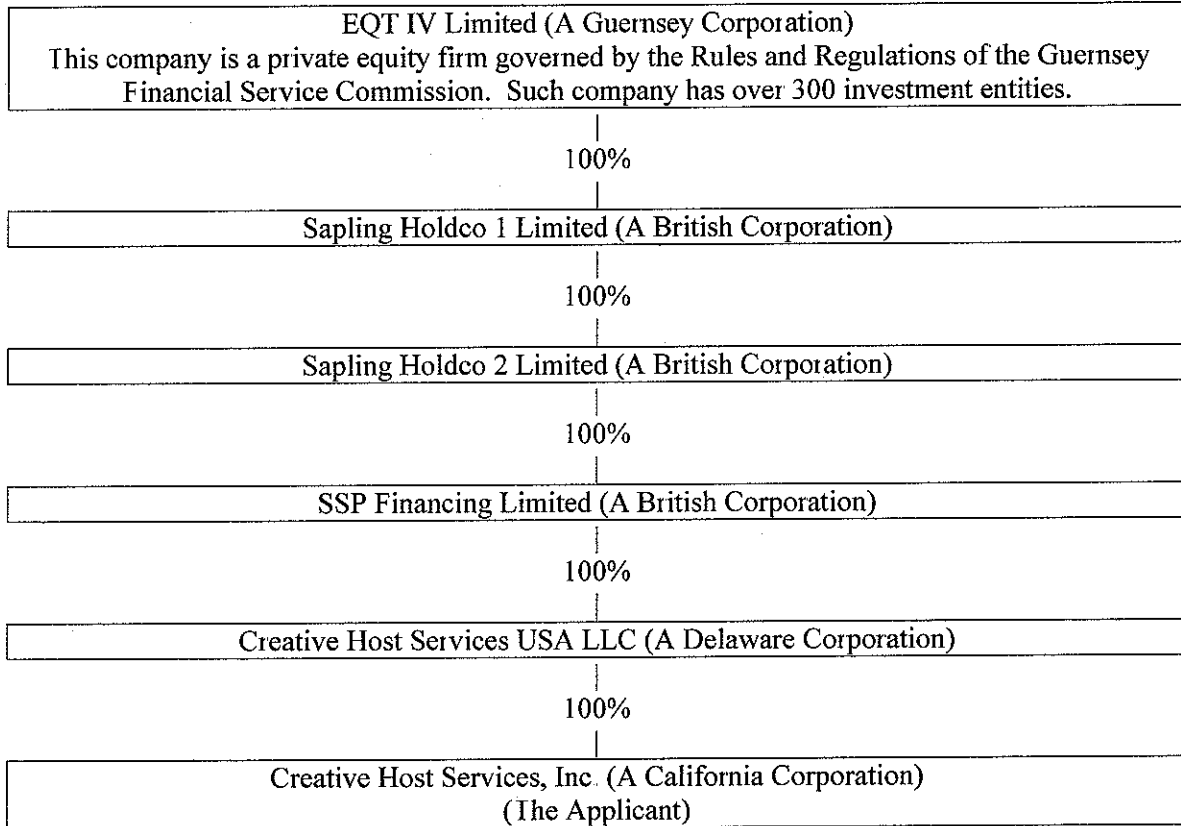 EQT IV Limited (A Guernsey Corporation)
This company is a private equity firm governed by the Rules and Regulations of the Guernsey
Financial Service Commission. Such company has over 300 investment entities.
100%
Sapling Holdco 1 Limited (A British Corporation)
100%
Sapling Holdco 2 Limited (A British Corporation)
100%
SSP Financing Limited (A British Corporation)
100%
Creative Host Services USA LLC (A Delaware Corporation)
100%
Creative Host Services, Inc. (A California Corporation)
(The Applicant)